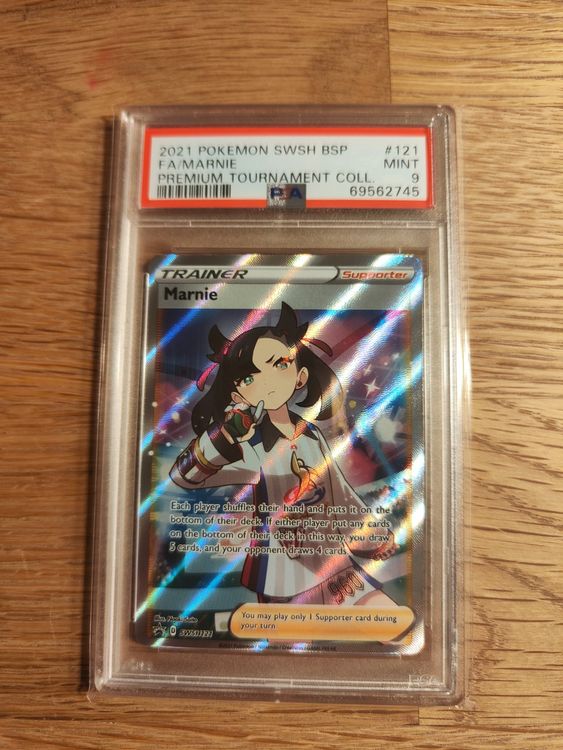 2021 POKEMON SWSH BSP #121
FA/MARNIE MINT
PREMIUM TOURNAMENT COLL. 9
PSA 69562745
TRAINER Supporter
Marnie
Each player shuffles their hand and puts it on the
bottom of their deck. If either player put any cards
on the bottom of their deck in this way, you draw
5 cards, and your opponent draws 4 cards.
960
You may play only 1 Supporter card during
your turn.
Illus.
D SWSH121